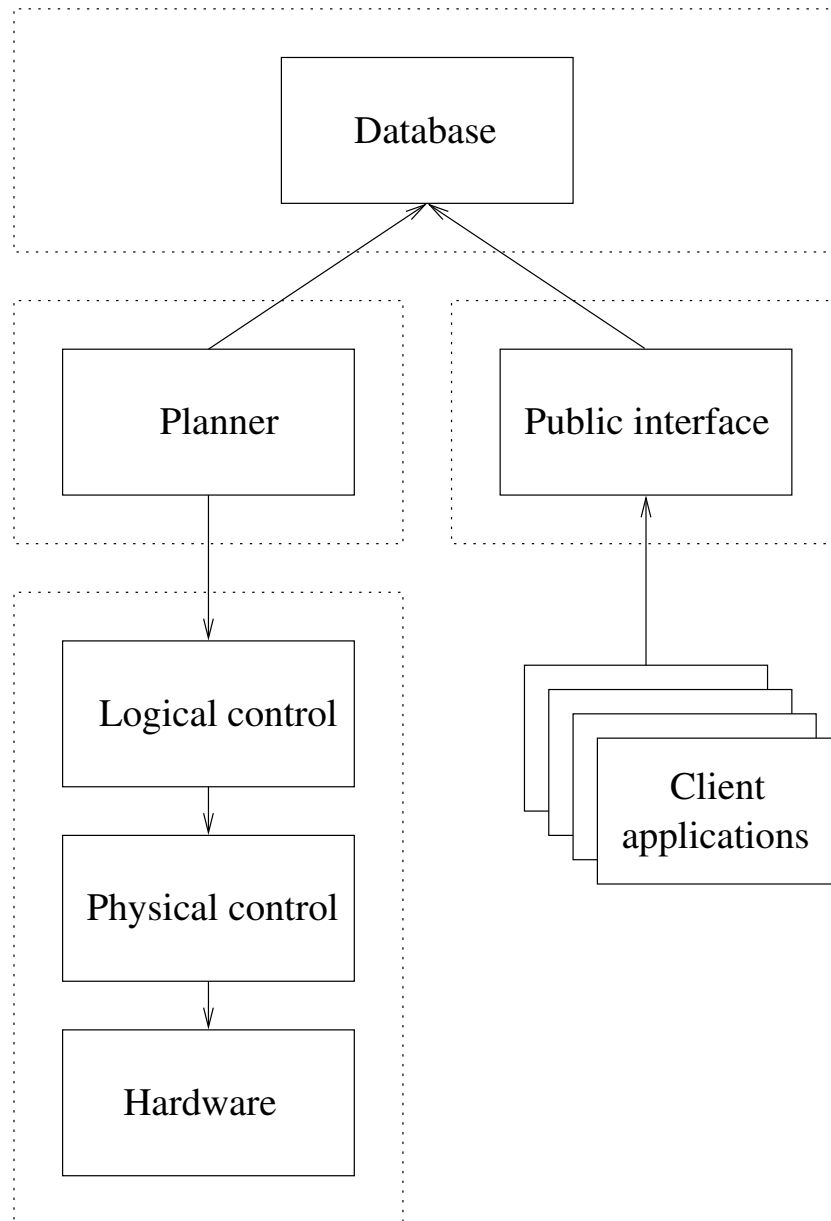 Database
Planner
Public interface
Logical control
Client
applications
Physical control
Hardware